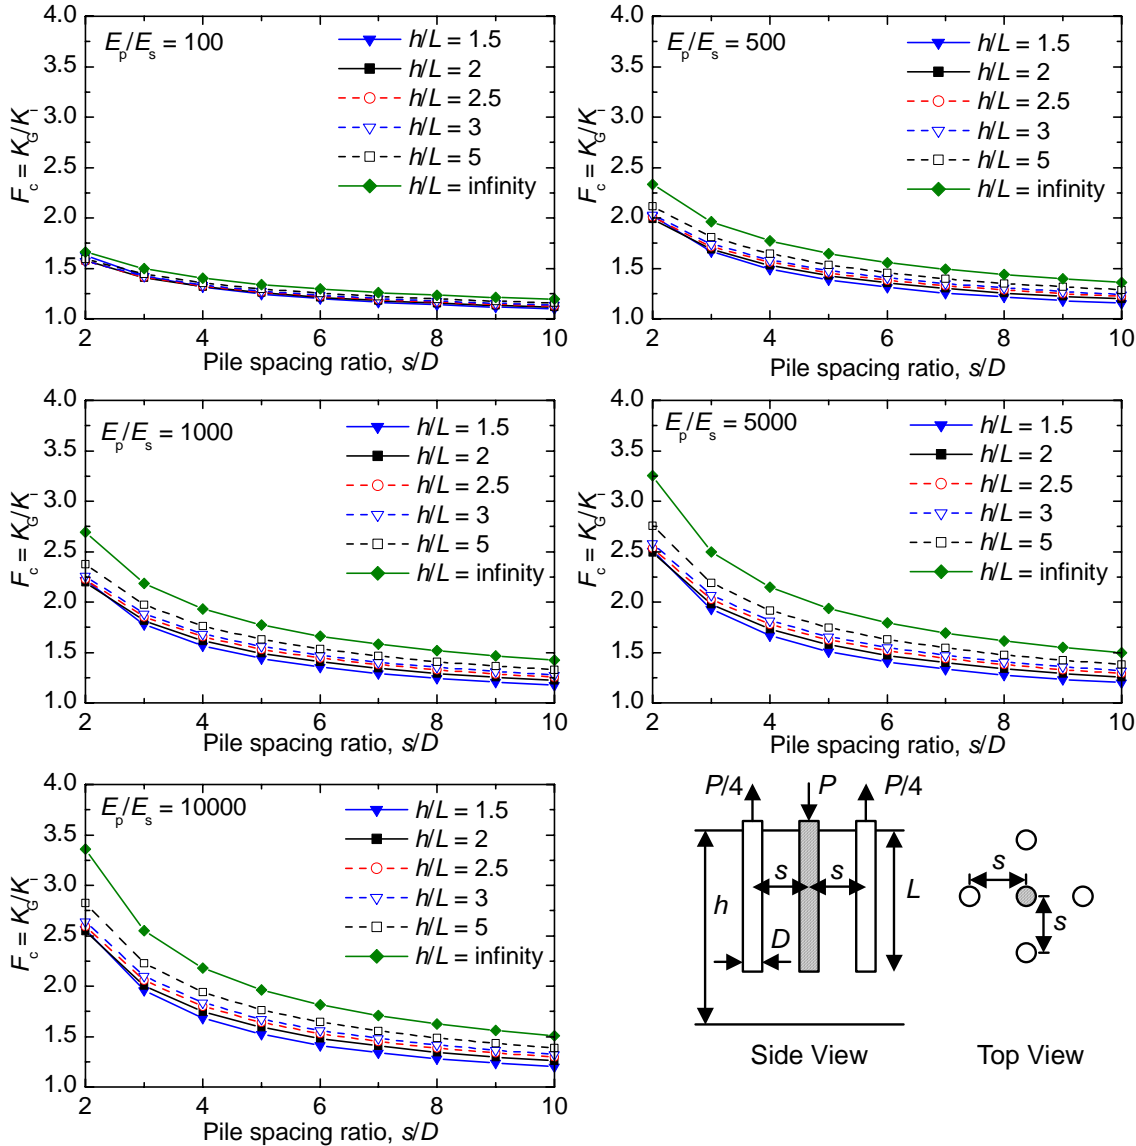 4.0
3.5
3.0
2.5
2.0
1.5
1.0
F_c = K_G/K_i
E_p/E_s = 100
h/L = 1.5
h/L = 2
h/L = 2.5
h/L = 3
h/L = 5
h/L = infinity
2 4 6 8 10
Pile spacing ratio, s/D
4.0
3.5
3.0
2.5
2.0
1.5
1.0
F_c = K_G/K_i
E_p/E_s = 500
h/L = 1.5
h/L = 2
h/L = 2.5
h/L = 3
h/L = 5
h/L = infinity
2 4 6 8 10
Pile spacing ratio, s/D
4.0
3.5
3.0
2.5
2.0
1.5
1.0
F_c = K_G/K_i
E_p/E_s = 1000
h/L = 1.5
h/L = 2
h/L = 2.5
h/L = 3
h/L = 5
h/L = infinity
2 4 6 8 10
Pile spacing ratio, s/D
4.0
3.5
3.0
2.5
2.0
1.5
1.0
F_c = K_G/K_i
E_p/E_s = 5000
h/L = 1.5
h/L = 2
h/L = 2.5
h/L = 3
h/L = 5
h/L = infinity
2 4 6 8 10
Pile spacing ratio, s/D
4.0
3.5
3.0
2.5
2.0
1.5
1.0
F_c = K_G/K_i
E_p/E_s = 10000
h/L = 1.5
h/L = 2
h/L = 2.5
h/L = 3
h/L = 5
h/L = infinity
2 4 6 8 10
Pile spacing ratio, s/D
P/4 P P/4
s s
h L
D
Side View
s
s
Top View